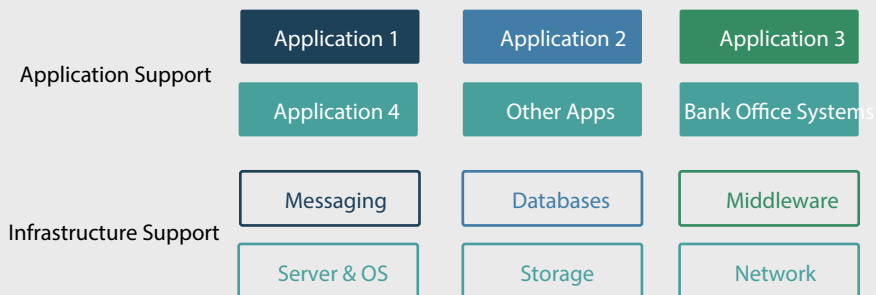 Application 1
Application 2
Application 3
Application Support
Application 4
Other Apps
Bank Office Systems
Messaging
Databases
Middleware
Infrastructure Support
Server & OS
Storage
Network